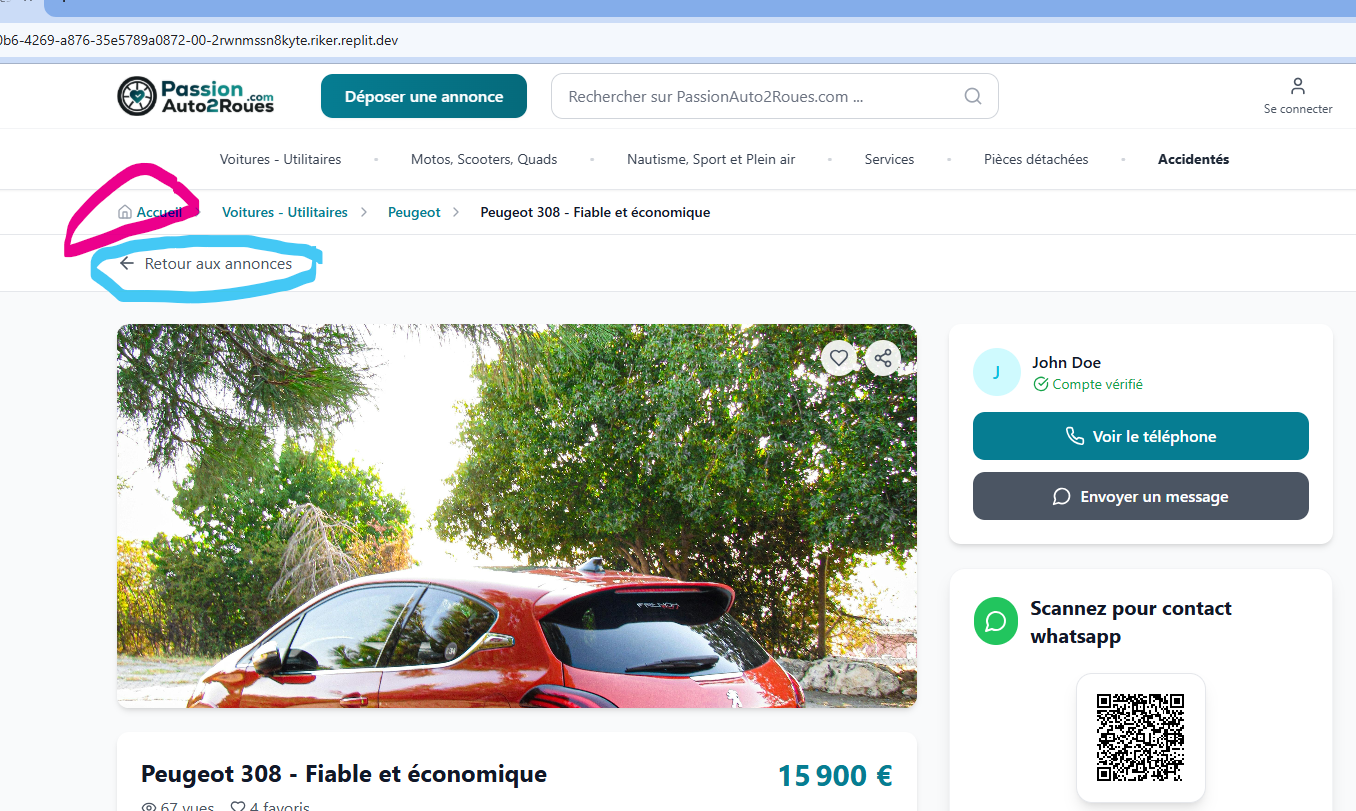 0b6-4269-a876-35e5789a0872-00-2rwnmssn8kyte.riker.replit.dev
Passion .com
Auto2Roues
Déposer une annonce
Rechercher sur PassionAuto2Roues.com ...
Se connecter
Voitures - Utilitaires
Motos, Scooters, Quads
Nautisme, Sport et Plein air
Services
Pièces détachées
Accidentés
Accueil
Voitures - Utilitaires
Peugeot
Peugeot 308 - Fiable et économique
Retour aux annonces
J
John Doe
Compte vérifié
Voir le téléphone
Envoyer un message
Scannez pour contact
whatsapp
Peugeot 308 - Fiable et économique
15 900 €
67 vues
4 favoris